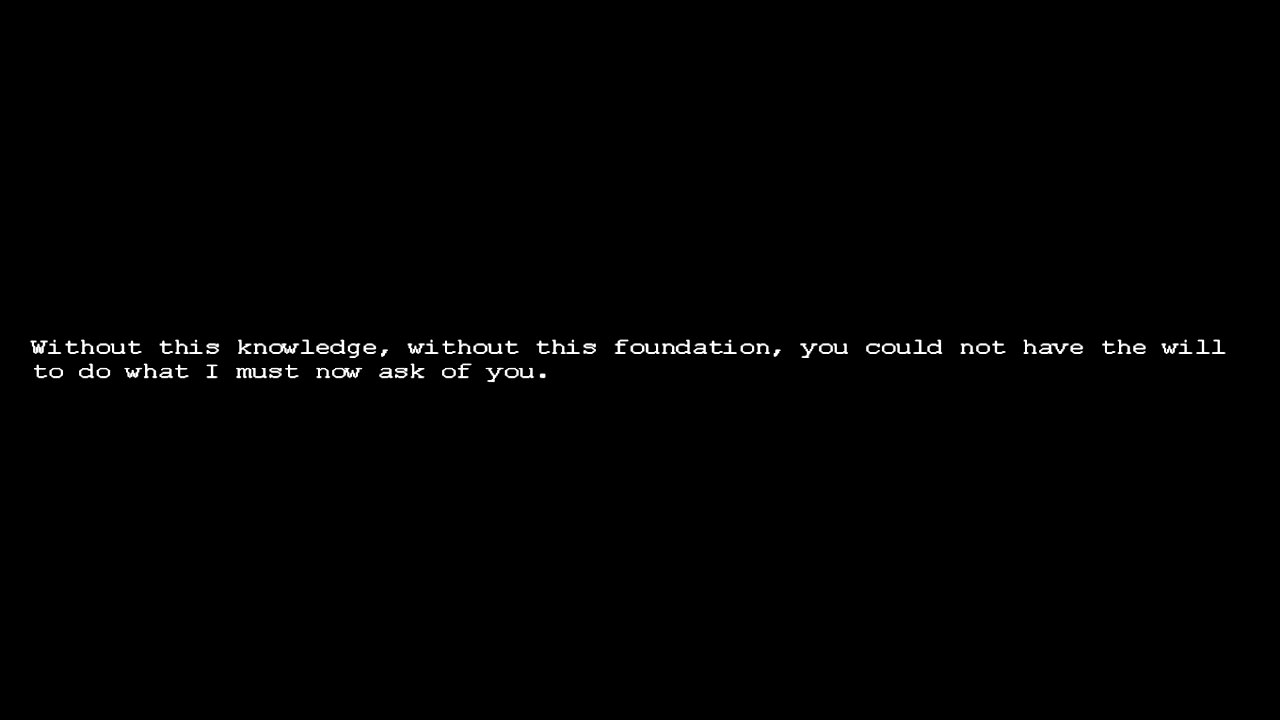 Without this knowledge, without this foundation, you could not have the will
to do what I must now ask of you.